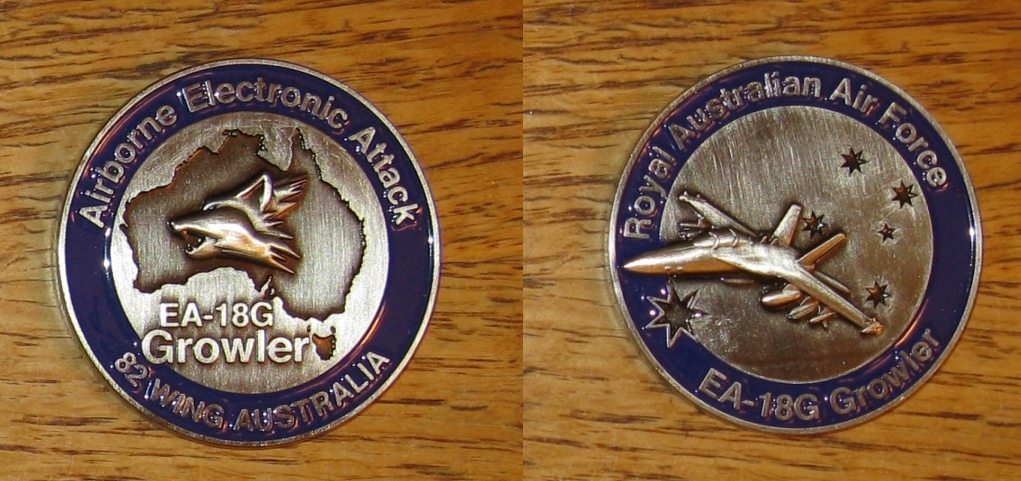 Airborne Electronic Attack
EA-18G
Growler
82 WING AUSTRALIA
Royal Australian Air Force
EA-18G Growler